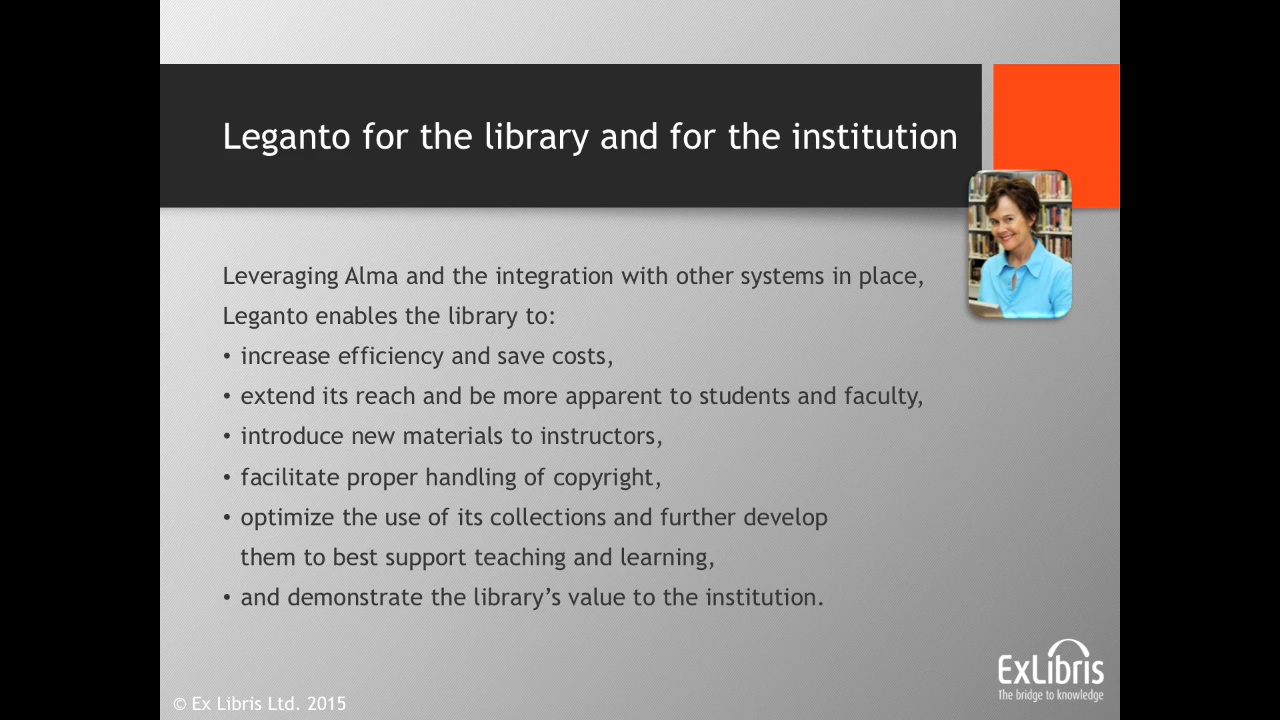 Leganto for the library and for the institution
Leveraging Alma and the integration with other systems in place,
Leganto enables the library to:
• increase efficiency and save costs,
• extend its reach and be more apparent to students and faculty,
• introduce new materials to instructors,
• facilitate proper handling of copyright,
• optimize the use of its collections and further develop
them to best support teaching and learning,
• and demonstrate the library’s value to the institution.
ExLibris
The bridge to knowledge
© Ex Libris Ltd. 2015